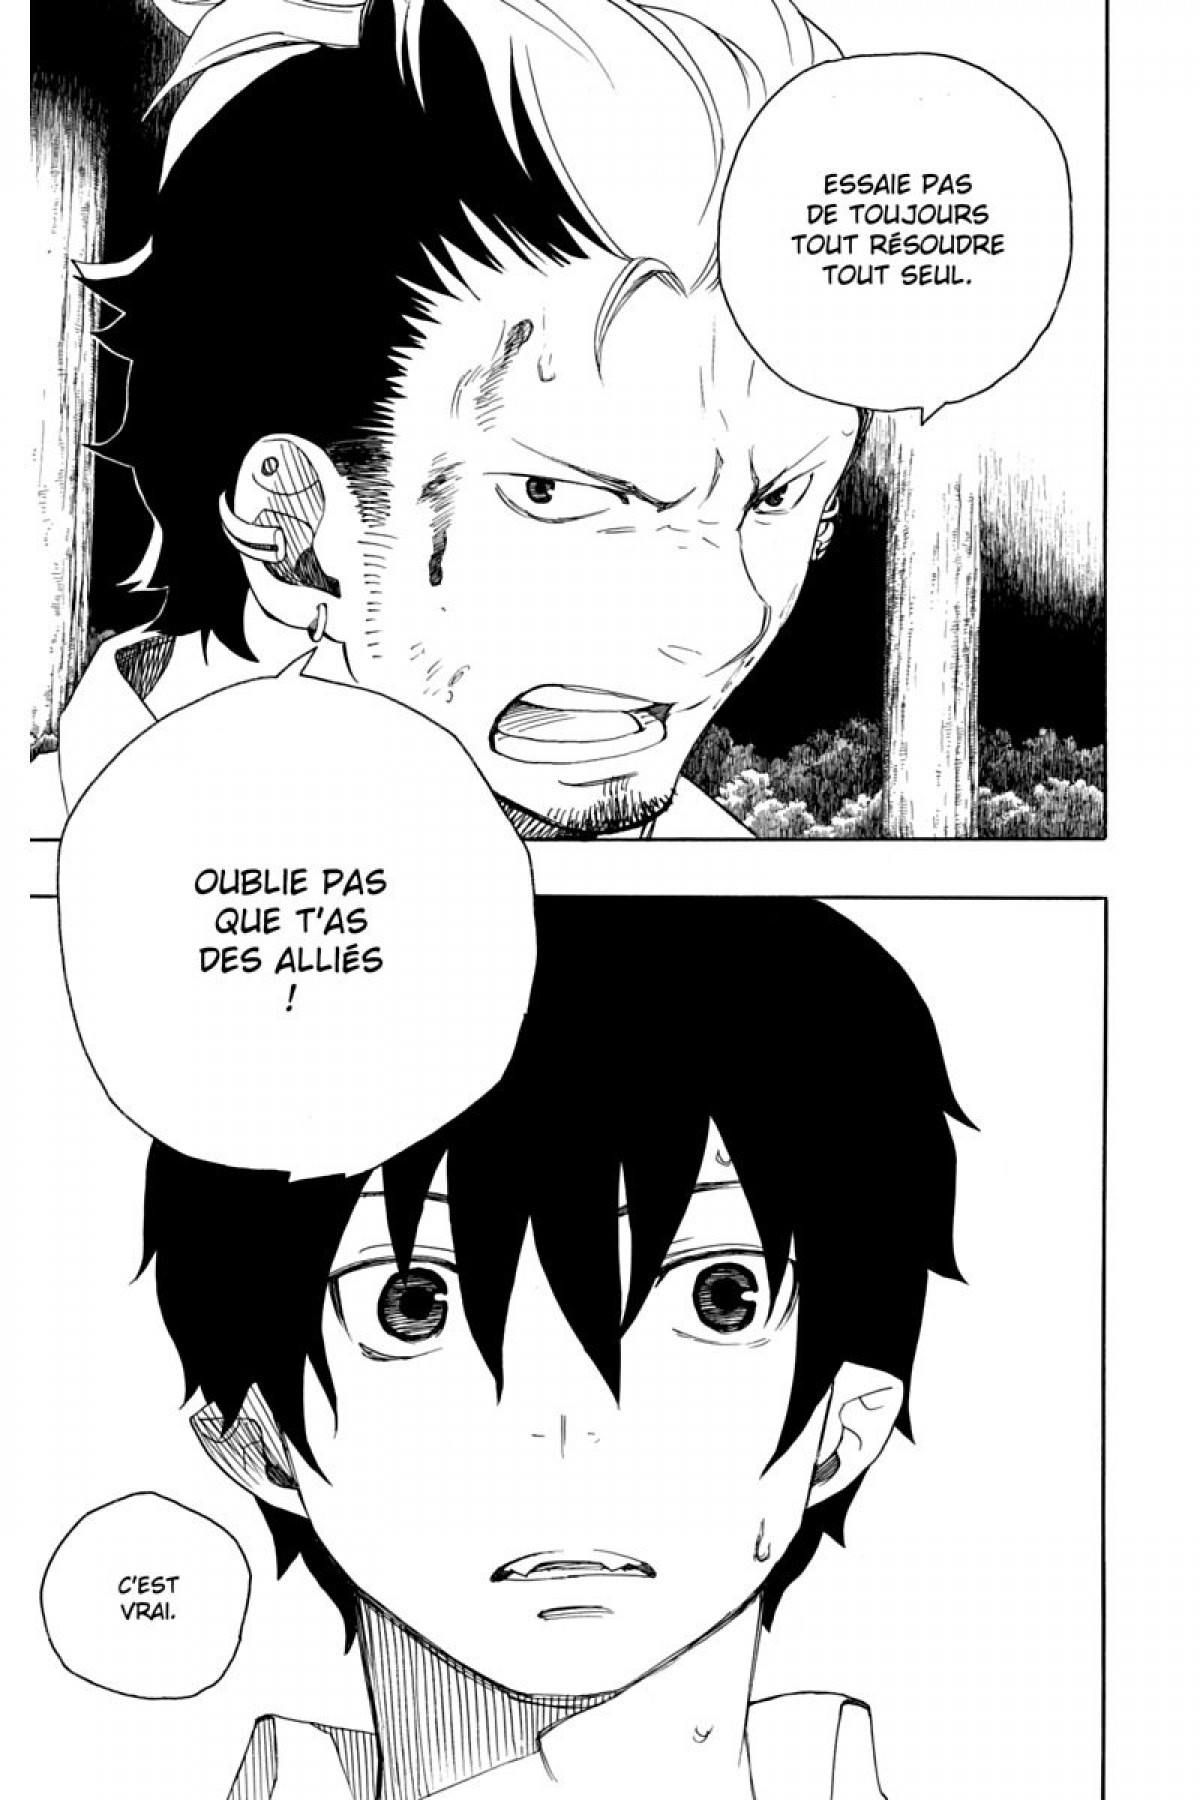 ESSAIE PAS
DE TOUJOURS
TOUT RÉSOUDRE
TOUT SEUL.
OUBLIE PAS
QUE T'AS
DES ALLIÉS
!
C'EST
VRAI.